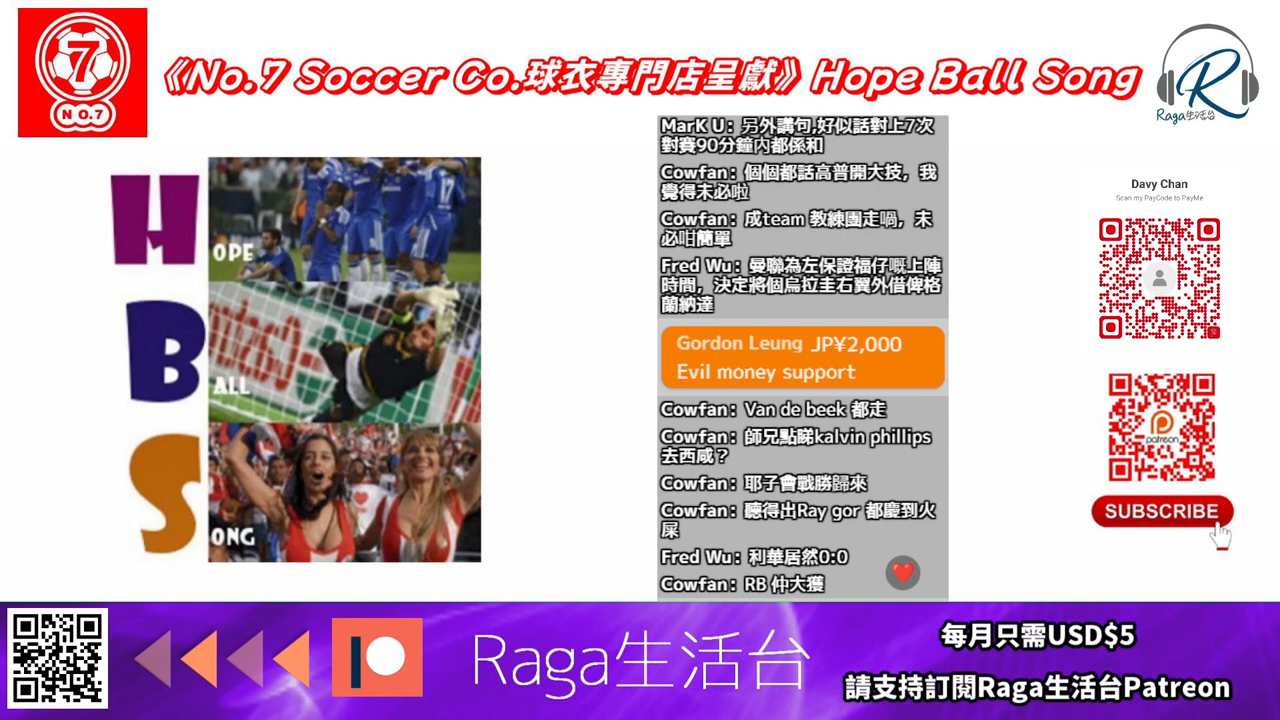 7
NO.7
《No.7 Soccer Co.球衣專門店呈獻》Hope Ball Song
R
Raga生活台
HOPE
17
BALL
SONG
MarK U：另外講句,好似話對上7次
對賽90分鐘內都係和
Cowfan：個個都話高普開大技，我
覺得未必啦
Cowfan：成team 教練團走喎，未
必咁簡單
Fred Wu：曼聯為左保證福仔嘅上陣
時間，決定將個烏拉圭右翼外借俾格
蘭納達
Gordon Leung JP¥2,000
Evil money support
Cowfan：Van de beek 都走
Cowfan：師兄點睇kalvin phillips
去西咸？
Cowfan：耶子會戰勝歸來
Cowfan：聽得出Ray gor 都慶到火
屎
Fred Wu：利華居然0:0
Cowfan：RB 仲大獲
Davy Chan
Scan my PayCode to PayMe
patreon
SUBSCRIBE
Raga生活台
每月只需USD$5
請支持訂閱Raga生活台Patreon